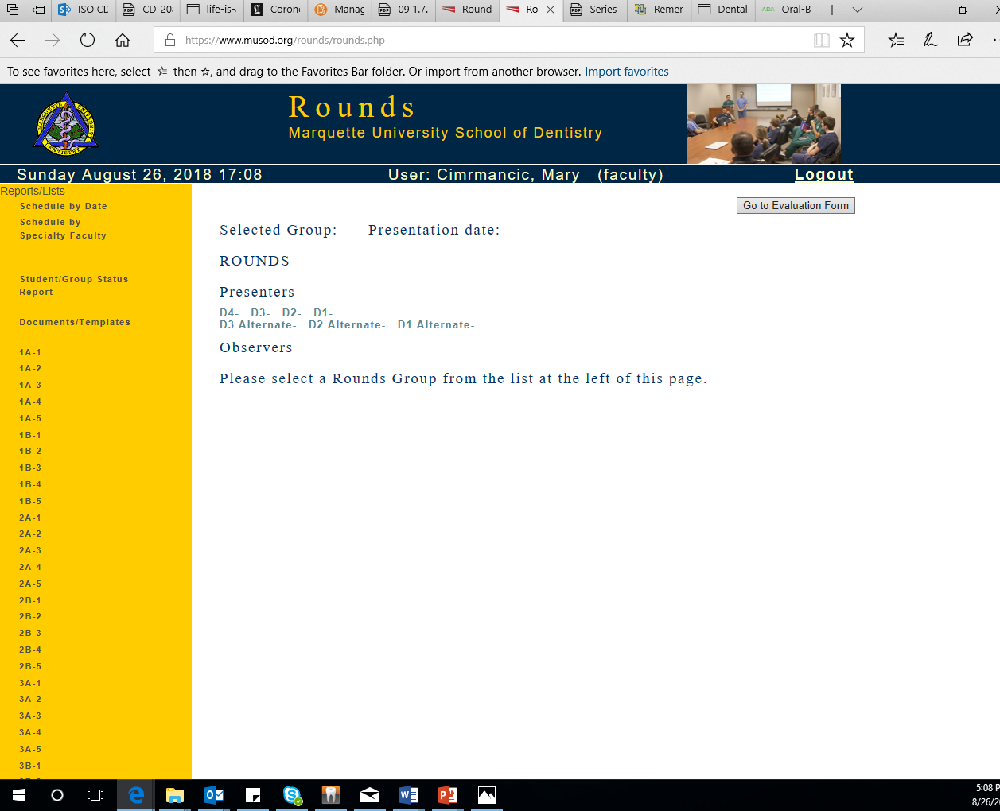 ISO CE
CD_20
life-is-
Coron
Manag
09 1.7.
Round
Ro
Series
Remer
Dental
ADA
Oral-B
https://www.musod.org/rounds/rounds.php
To see favorites here, select then , and drag to the Favorites Bar folder. Or import from another browser. Import favorites
MARQUETTE UNIVERSITY
DENTISTRY
Rounds
Marquette University School of Dentistry
Sunday August 26, 2018 17:08 User: Cimrmancic, Mary (faculty) Logout
Reports/Lists
Schedule by Date
Schedule by
Specialty Faculty
Student/Group Status
Report
Documents/Templates
1A-1
1A-2
1A-3
1A-4
1A-5
1B-1
1B-2
1B-3
1B-4
1B-5
2A-1
2A-2
2A-3
2A-4
2A-5
2B-1
2B-2
2B-3
2B-4
2B-5
3A-1
3A-2
3A-3
3A-4
3A-5
3B-1
Go to Evaluation Form
Selected Group: Presentation date:
ROUNDS
Presenters
D4- D3- D2- D1-
D3 Alternate- D2 Alternate- D1 Alternate-
Observers
Please select a Rounds Group from the list at the left of this page.
5:08 P
8/26/2